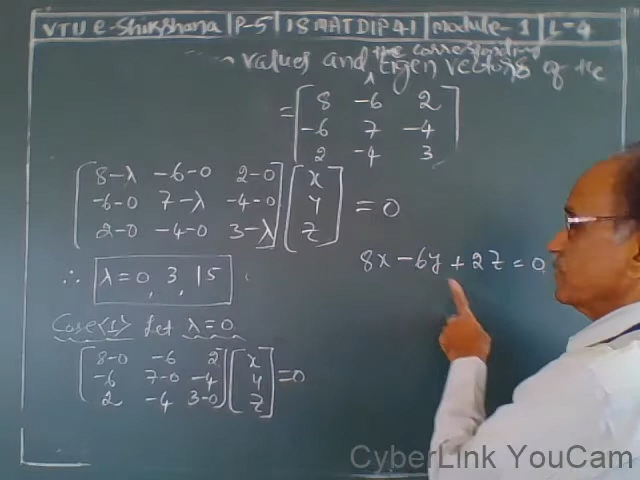 VTU e-Shikshana | P-5 | 18MATDIP41 | Module-1 | L-4
the corresponding
values and Eigen vectors of the
A
= [ 8 -6 2
-6 7 -4
2 -4 3 ]
[ 8-λ -6-0 2-0 ] [ x ]
[ -6-0 7-λ -4-0 ] [ y ] = 0
[ 2-0 -4-0 3-λ ] [ z ]
8x - 6y + 2z = 0
∴ λ = 0, 3, 15
Case(1) Let λ = 0
[ 8-0 -6 2 ] [ x ]
[ -6 7-0 -4 ] [ y ] = 0
[ 2 -4 3-0 ] [ z ]
CyberLink YouCam